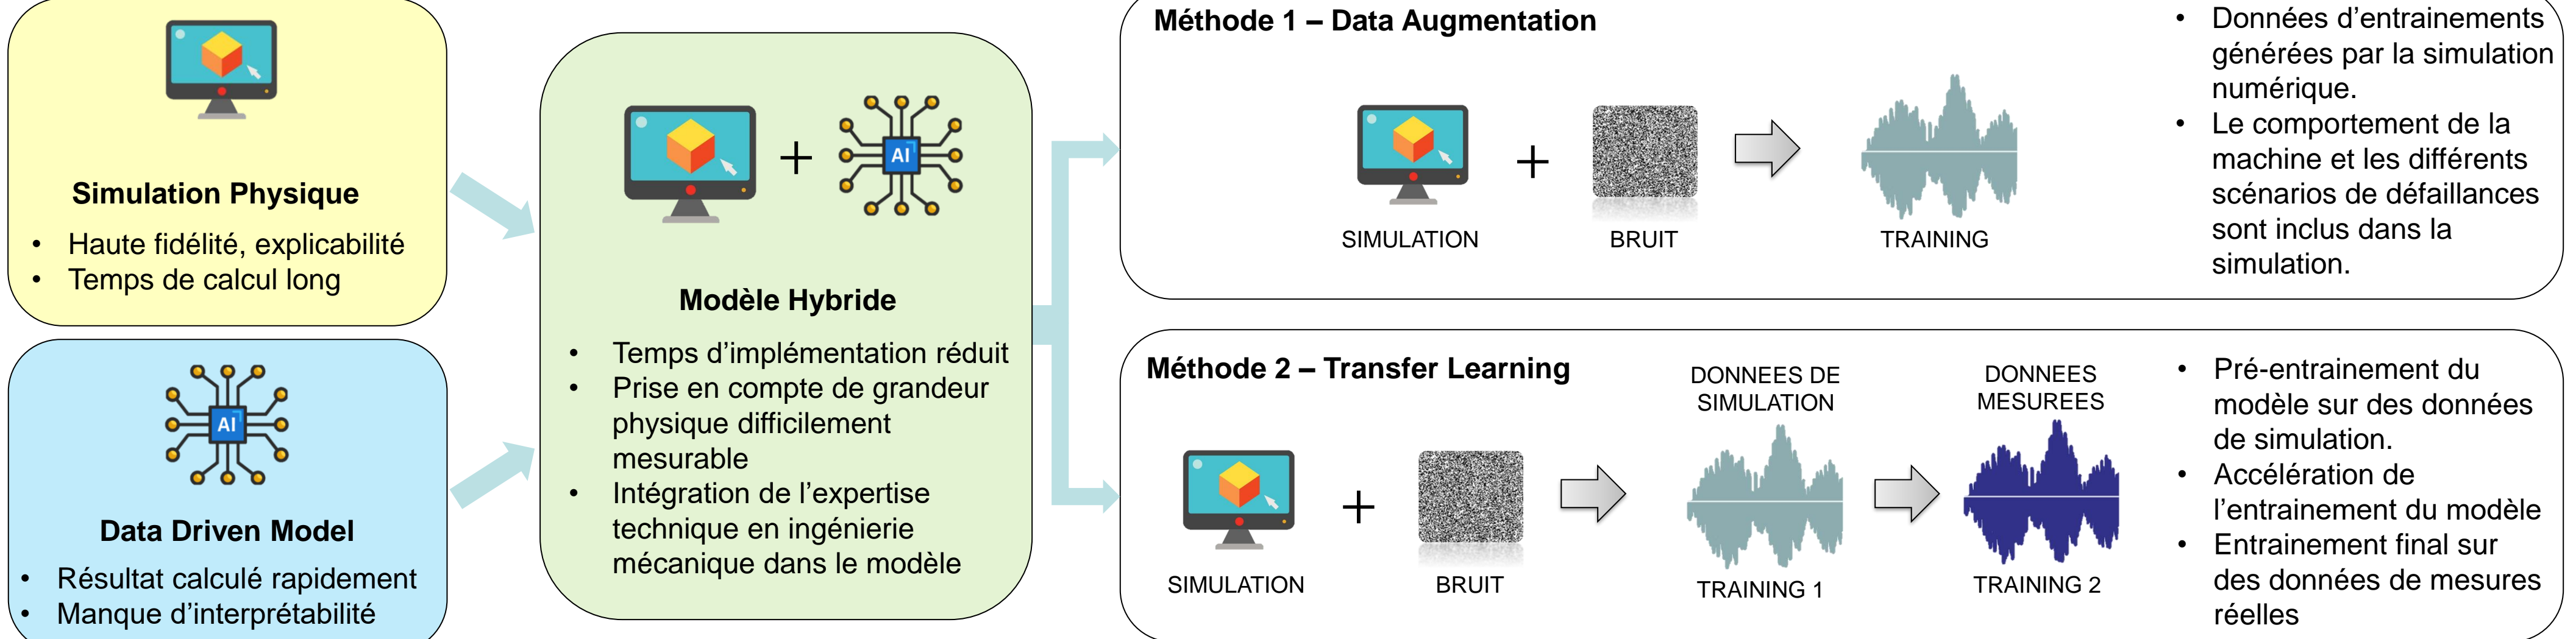 Simulation Physique
• Haute fidélité, explicabilité
• Temps de calcul long
AI
Data Driven Model
• Résultat calculé rapidement
• Manque d’interprétabilité
+
AI
Modèle Hybride
• Temps d’implémentation réduit
• Prise en compte de grandeur
physique difficilement
mesurable
• Intégration de l’expertise
technique en ingénierie
mécanique dans le modèle
Méthode 1 – Data Augmentation
+
SIMULATION
BRUIT
TRAINING
• Données d’entrainements
générées par la simulation
numérique.
• Le comportement de la
machine et les différents
scénarios de défaillances
sont inclus dans la
simulation.
Méthode 2 – Transfer Learning
DONNEES DE
SIMULATION
DONNEES
MESUREES
+
SIMULATION
BRUIT
TRAINING 1
TRAINING 2
• Pré-entrainement du
modèle sur des données
de simulation.
• Accélération de
l’entrainement du modèle
• Entrainement final sur
des données de mesures
réelles